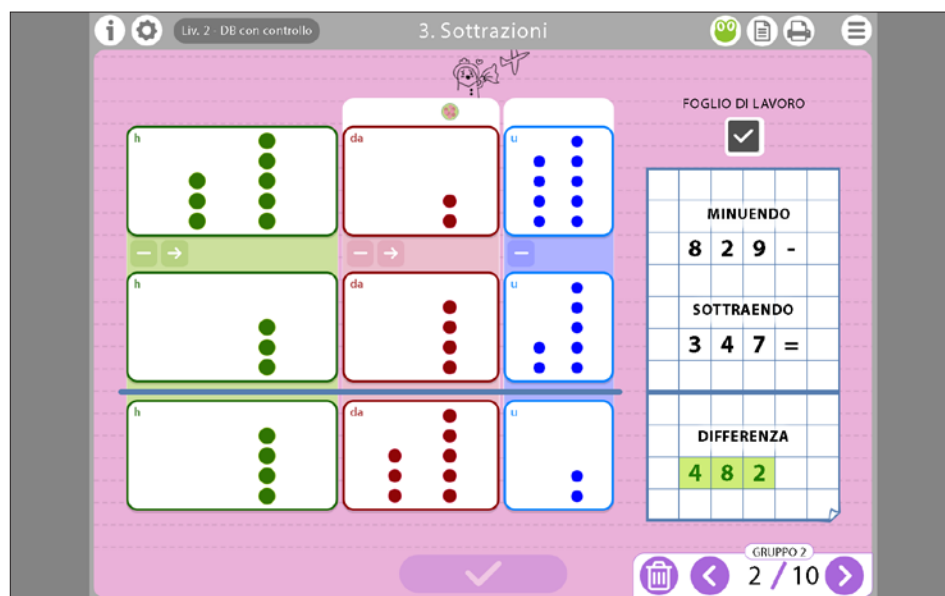 Liv. 2 - DB con controllo
3. Sottrazioni
FOGLIO DI LAVORO
h da u
MINUENDO
8 2 9 -
h da u
SOTTRAENDO
3 4 7 =
h da u
DIFFERENZA
4 8 2
GRUPPO 2
2 / 10